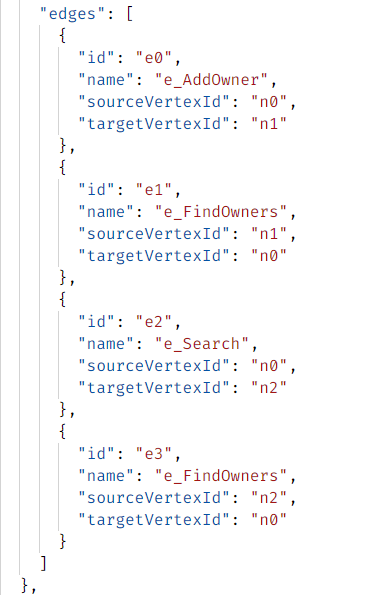 "edges": [
{
"id": "e0",
"name": "e_AddOwner",
"sourceVertexId": "n0",
"targetVertexId": "n1"
},
{
"id": "e1",
"name": "e_FindOwners",
"sourceVertexId": "n1",
"targetVertexId": "n0"
},
{
"id": "e2",
"name": "e_Search",
"sourceVertexId": "n0",
"targetVertexId": "n2"
},
{
"id": "e3",
"name": "e_FindOwners",
"sourceVertexId": "n2",
"targetVertexId": "n0"
}
]
},